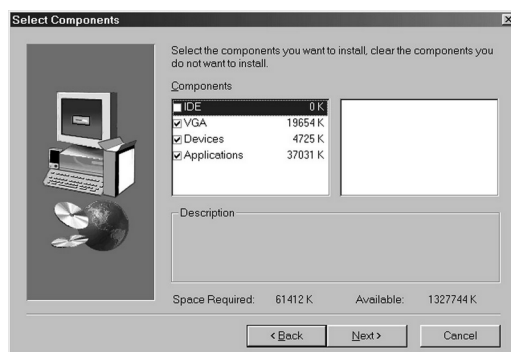 Select Components
Select the components you want to install, clear the components you
do not want to install.
Components
IDE 0 K
VGA 19654 K
Devices 4725 K
Applications 37031 K
Description
Space Required: 61412 K Available: 1327744 K
< Back Next > Cancel